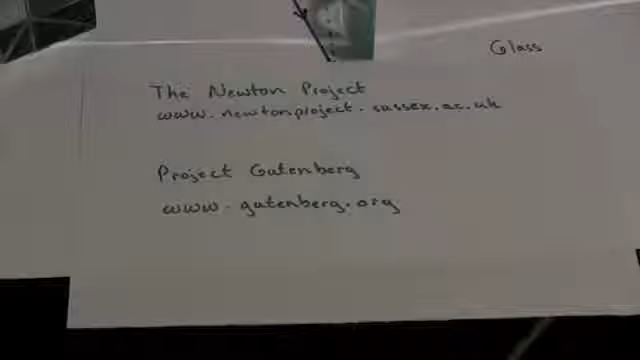 Glass
The Newton Project
www.newtonproject.sussex.ac.uk
Project Gutenberg
www.gutenberg.org